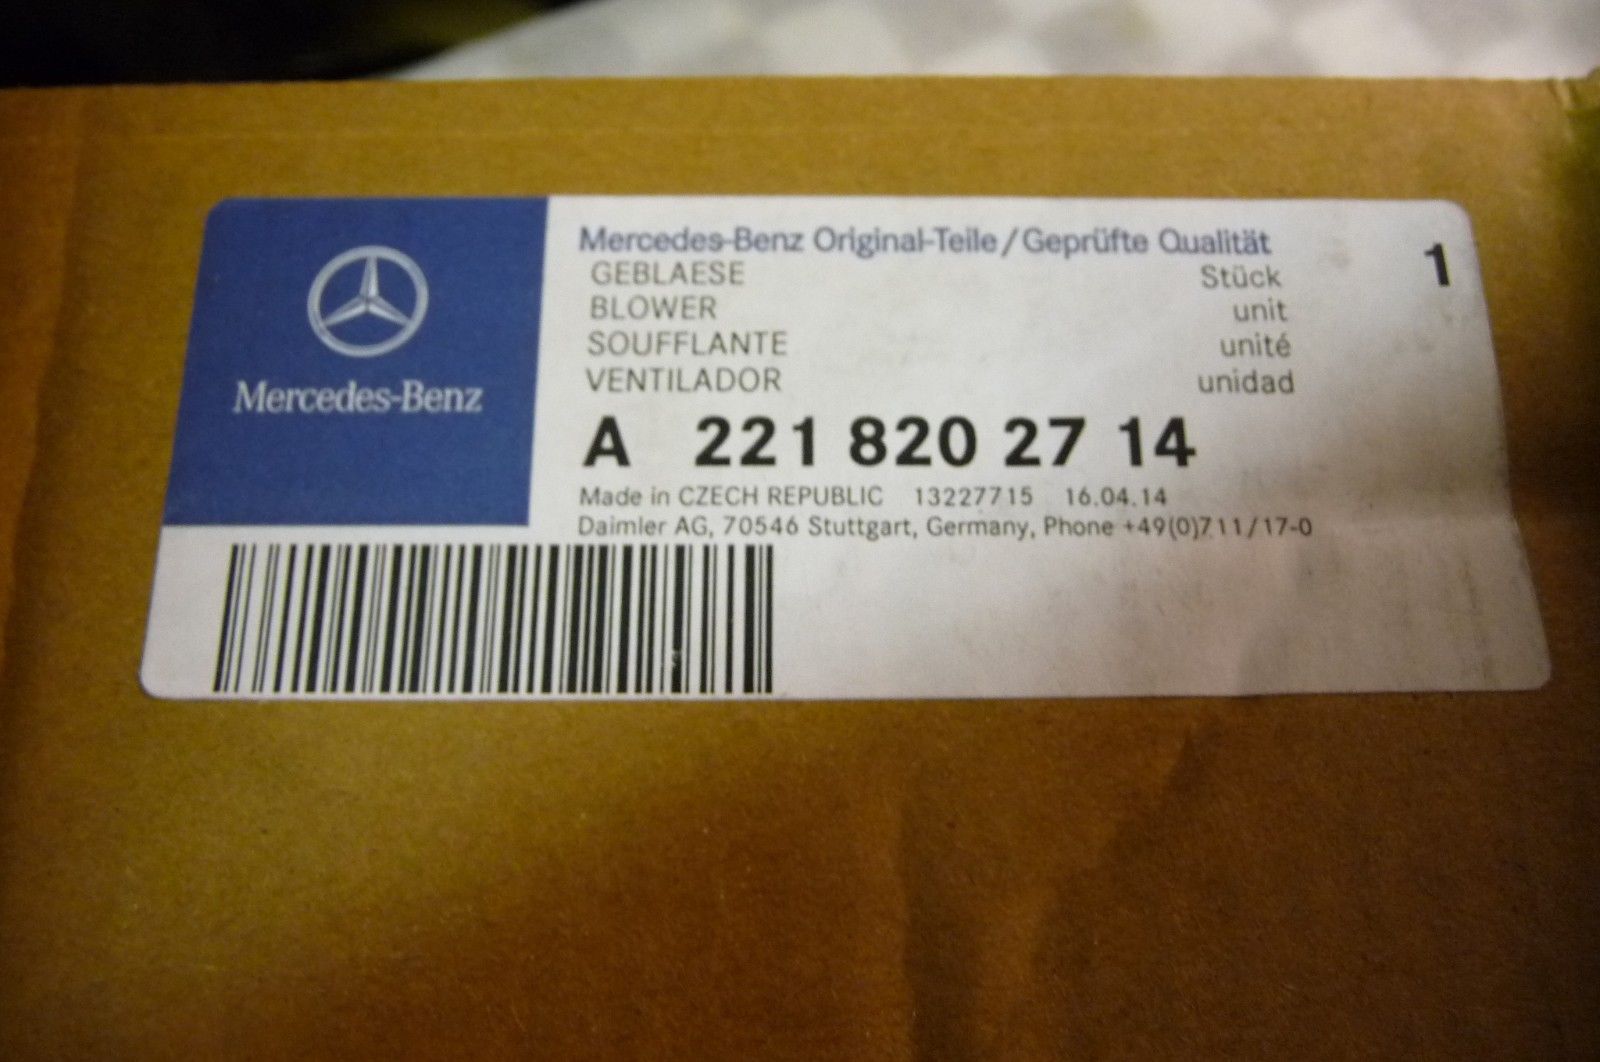 Mercedes-Benz
Mercedes-Benz Original-Teile/Geprüfte Qualität
GEBLAESE Stück 1
BLOWER unit
SOUFFLANTE unité
VENTILADOR unidad
A 221 820 27 14
Made in CZECH REPUBLIC 13227715 16.04.14
Daimler AG, 70546 Stuttgart, Germany, Phone +49(0)711/17-0